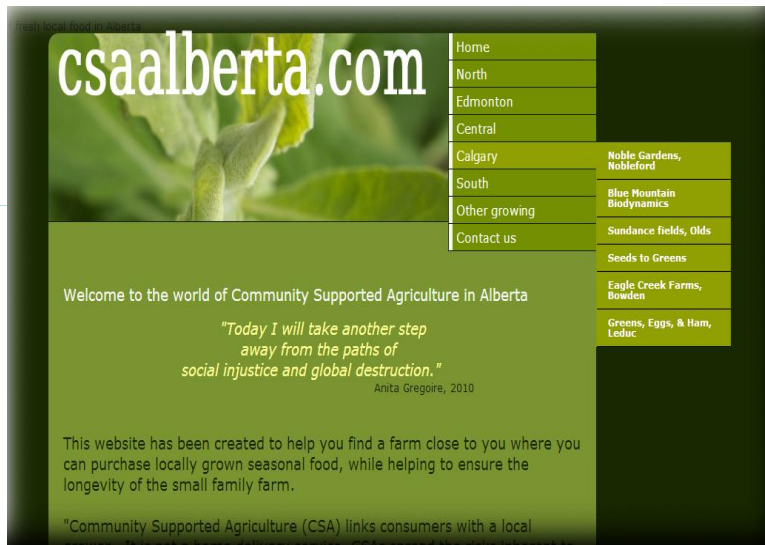 fresh local food in Alberta
csaalberta.com
Home
North
Edmonton
Central
Calgary
South
Other growing
Contact us
Noble Gardens,
Nobleford
Blue Mountain
Biodynamics
Sundance fields, Olds
Seeds to Greens
Eagle Creek Farms,
Bowden
Greens, Eggs, & Ham,
Leduc
Welcome to the world of Community Supported Agriculture in Alberta
"Today I will take another step
away from the paths of
social injustice and global destruction."
Anita Gregoire, 2010
This website has been created to help you find a farm close to you where you
can purchase locally grown seasonal food, while helping to ensure the
longevity of the small family farm.
"Community Supported Agriculture (CSA) links consumers with a local